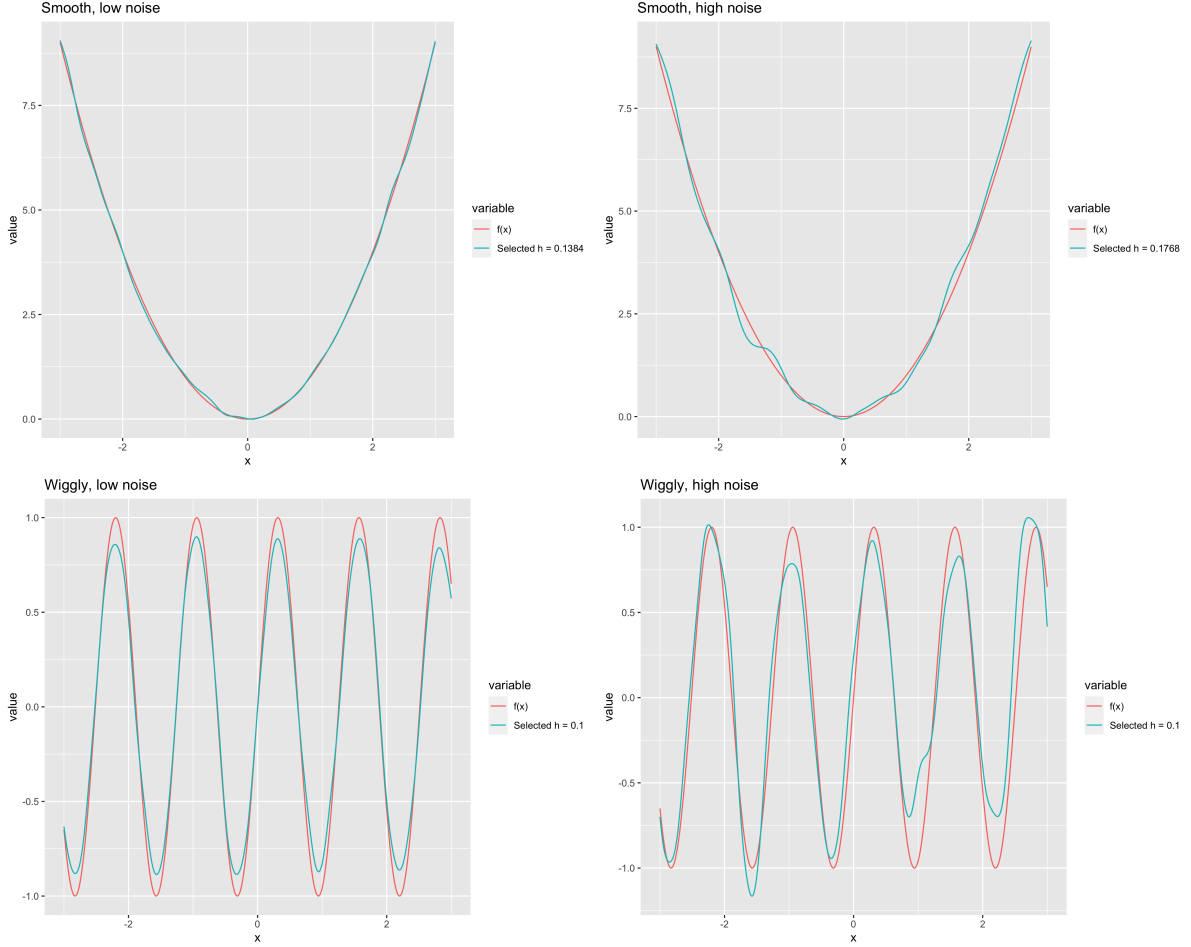 Smooth, low noise
7.5
5.0
2.5
0.0
value
-2
0
2
x
variable
f(x)
Selected h = 0.1384
Smooth, high noise
7.5
5.0
2.5
0.0
value
-2
0
2
x
variable
f(x)
Selected h = 0.1768
Wiggly, low noise
1.0
0.5
0.0
-0.5
-1.0
value
-2
0
2
x
variable
f(x)
Selected h = 0.1
Wiggly, high noise
1.0
0.5
0.0
-0.5
-1.0
value
-2
0
2
x
variable
f(x)
Selected h = 0.1